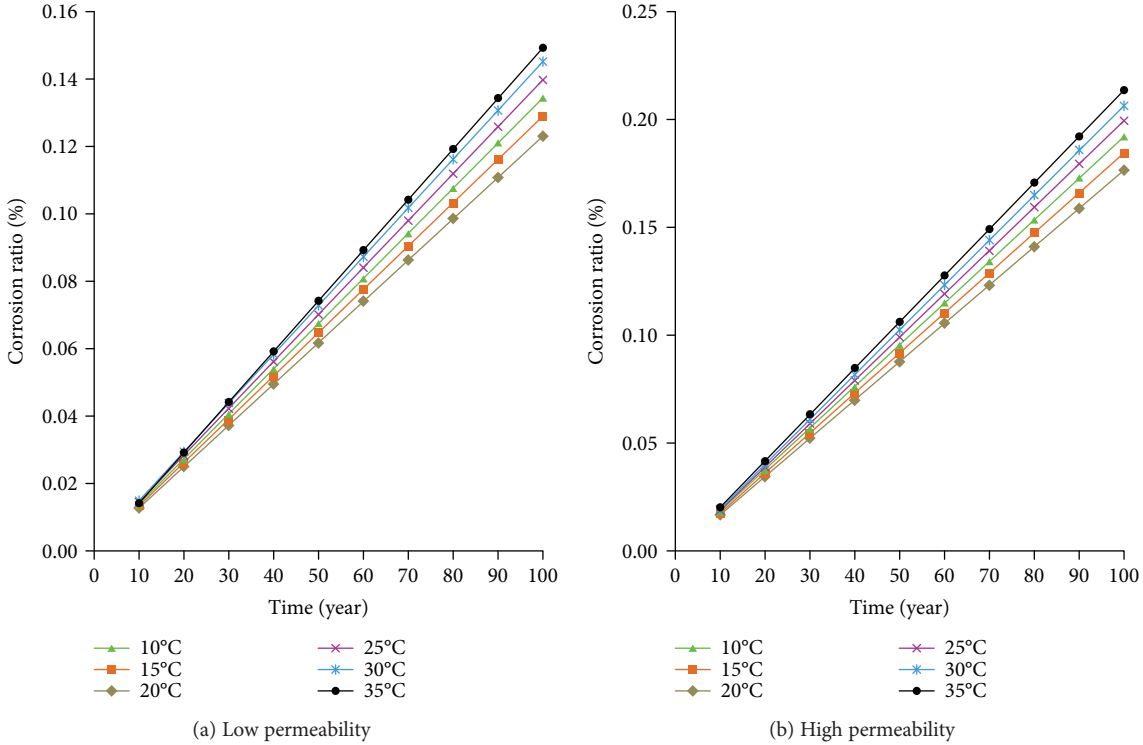 0.16
0.14
0.12
0.10
0.08
0.06
0.04
0.02
0.00
Corrosion ratio (%)
0 10 20 30 40 50 60 70 80 90 100
Time (year)
10°C 25°C
15°C 30°C
20°C 35°C
(a) Low permeability
0.25
0.20
0.15
0.10
0.05
0.00
Corrosion ratio (%)
0 10 20 30 40 50 60 70 80 90 100
Time (year)
10°C 25°C
15°C 30°C
20°C 35°C
(b) High permeability